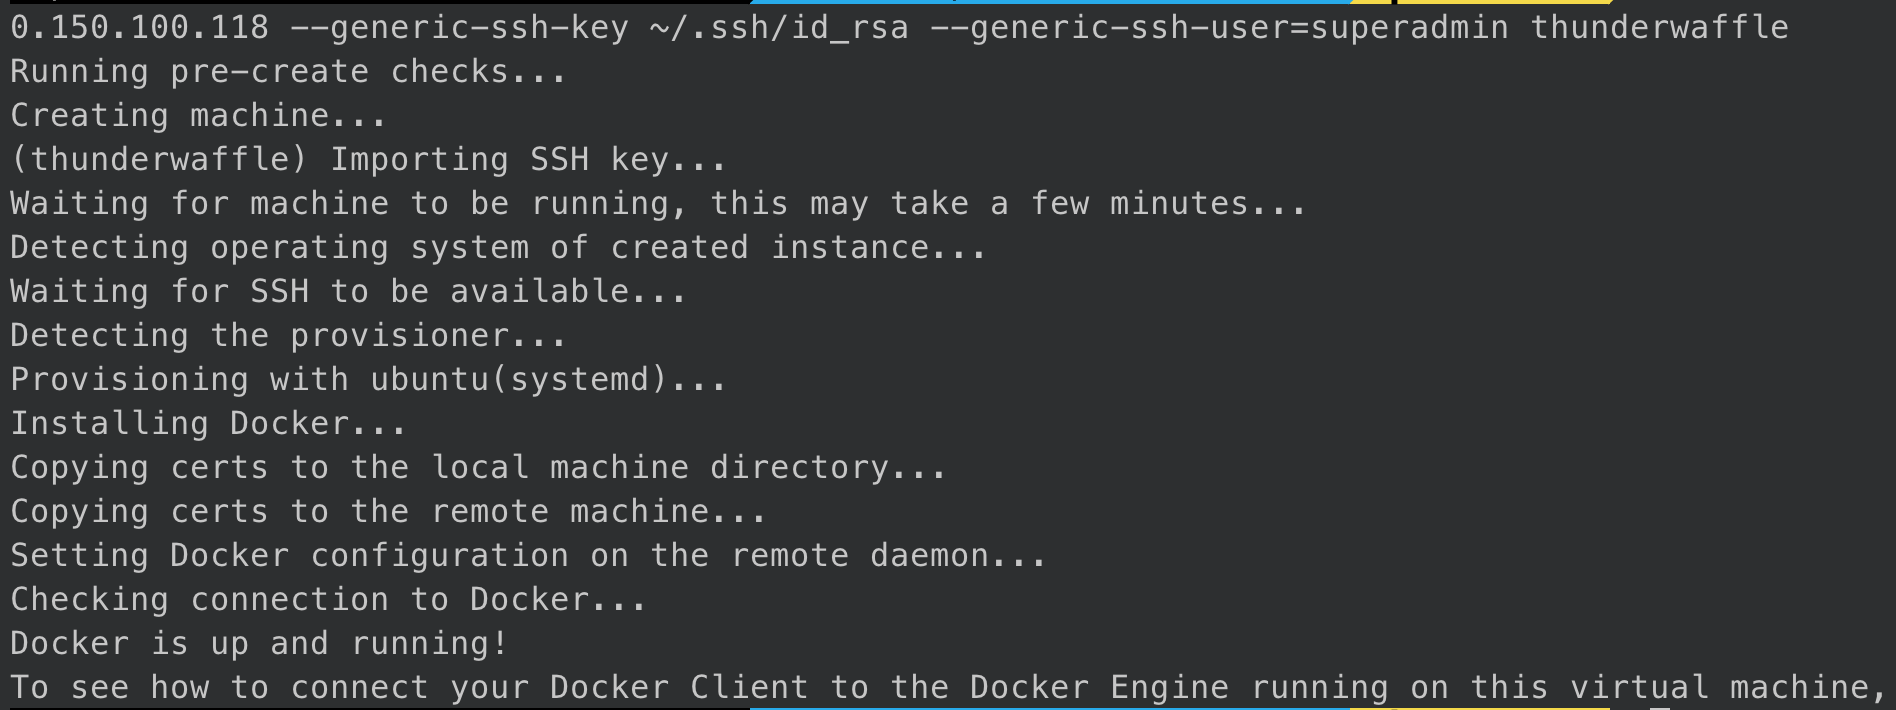 0.150.100.118 --generic-ssh-key ~/.ssh/id_rsa --generic-ssh-user=superadmin thunderwaffle
Running pre-create checks...
Creating machine...
(thunderwaffle) Importing SSH key...
Waiting for machine to be running, this may take a few minutes...
Detecting operating system of created instance...
Waiting for SSH to be available...
Detecting the provisioner...
Provisioning with ubuntu(systemd)...
Installing Docker...
Copying certs to the local machine directory...
Copying certs to the remote machine...
Setting Docker configuration on the remote daemon...
Checking connection to Docker...
Docker is up and running!
To see how to connect your Docker Client to the Docker Engine running on this virtual machine,